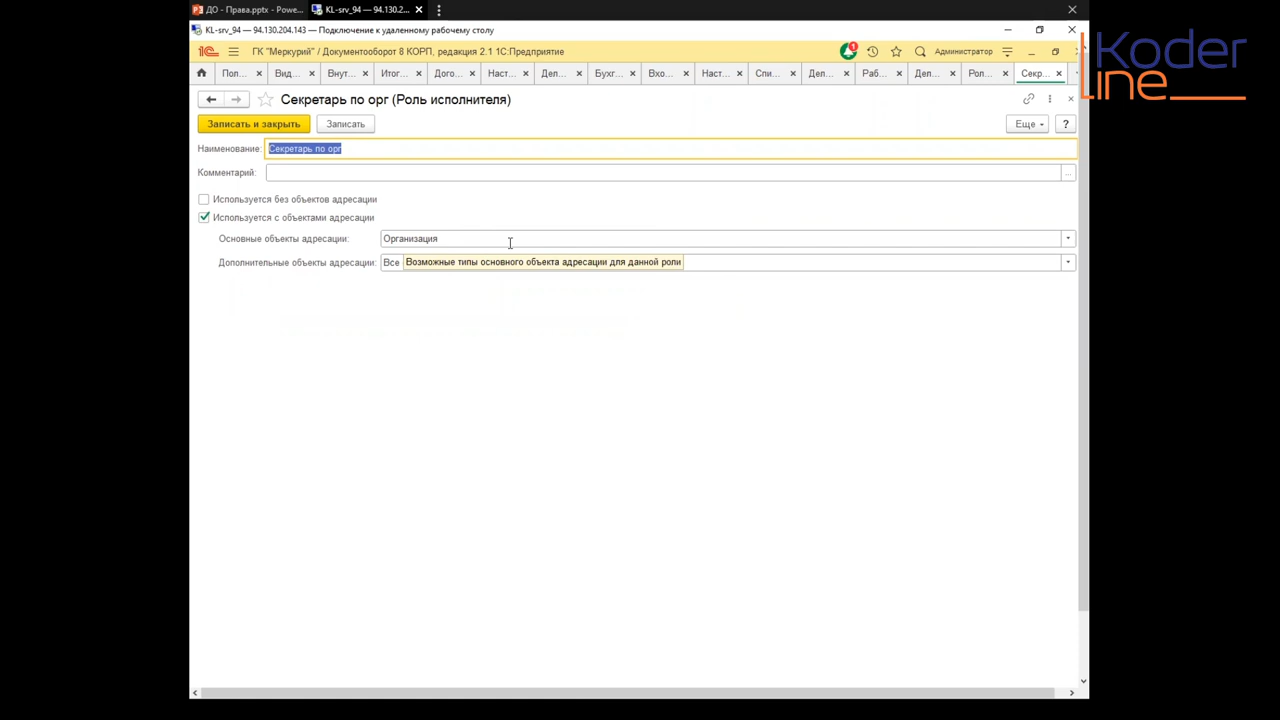 ДО - Права.pptx - Powe...
KL-srv_94 — 94.130.2...
KL-srv_94 — 94.130.204.143 — Подключение к удаленному рабочему столу
ГК "Меркурий" / Документооборот 8 КОРП, редакция 2.1 1С:Предприятие
1
Администратор
Пол...
Вид...
Внут...
Итог...
Дого...
Наст...
Дел...
Бухг...
Вхо...
Наст...
Спи...
Дел...
Раб...
Дел...
Рол...
Секр...
Koder
line
Секретарь по орг (Роль исполнителя)
Записать и закрыть
Записать
Еще
?
Наименование: Секретарь по орг
Комментарий:
...
Используется без объектов адресации
Используется с объектами адресации
Основные объекты адресации: Организация
Дополнительные объекты адресации: Все
Возможные типы основного объекта адресации для данной роли